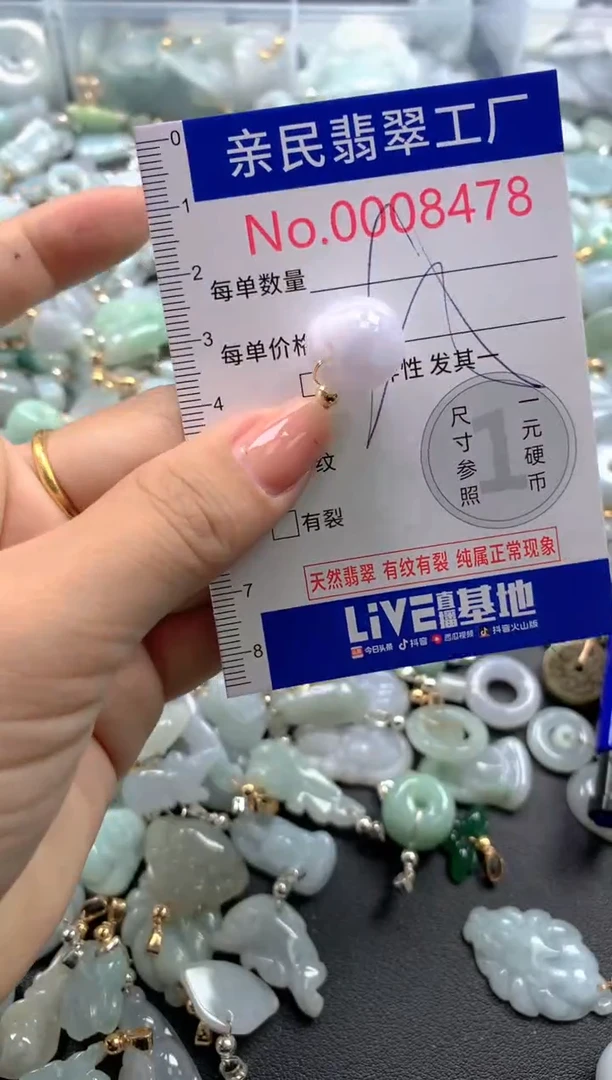 亲民翡翠工厂
No.0008478
0
1
2
每单数量
3
每单价格
性 发其一
4
尺寸参照
1
一元硬币
纹
有裂
天然翡翠 有纹有裂 纯属正常现象
7
LiVE直播基地
8
今日头条 抖音 西瓜视频 抖音火山版